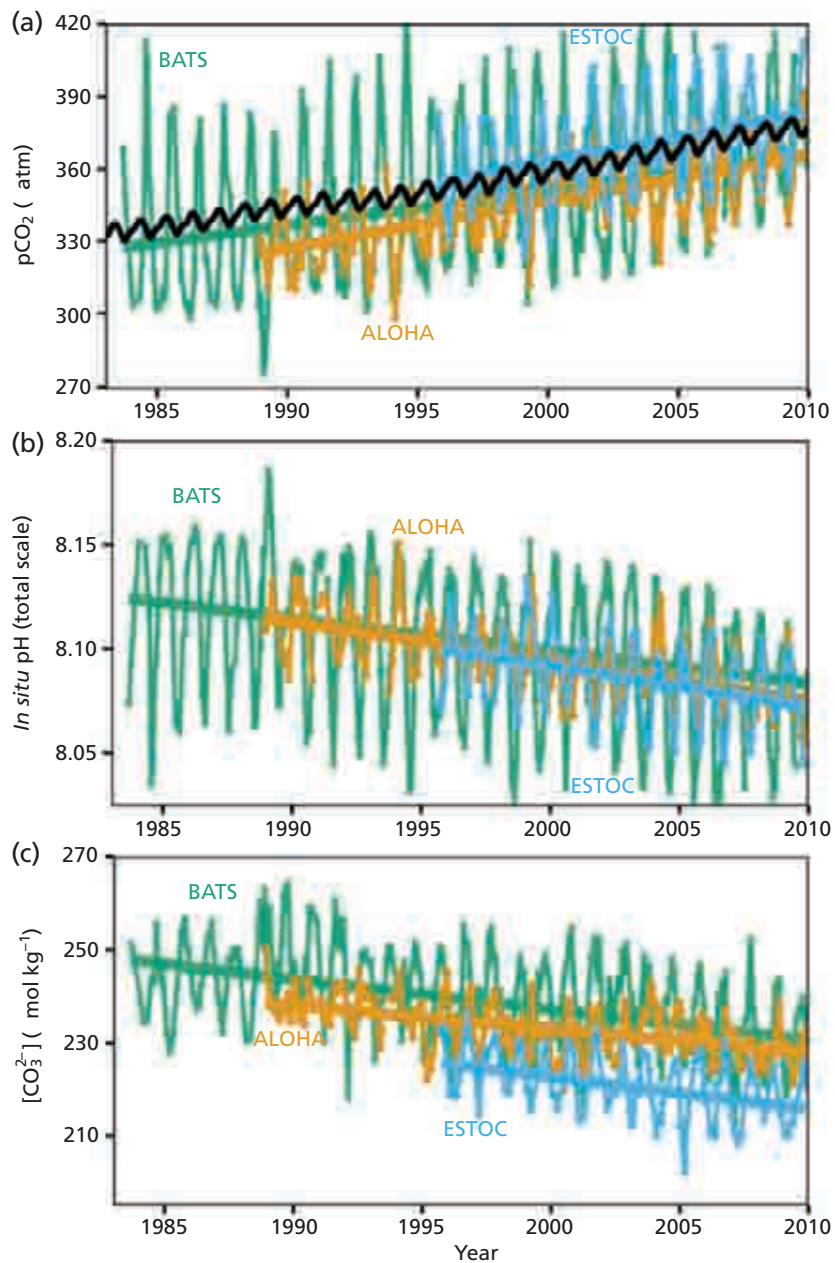 (a)
420
390
360
330
300
270
pCO₂ ( atm)
BATS
ESTOC
ALOHA
1985 1990 1995 2000 2005 2010
(b)
8.20
8.15
8.10
8.05
In situ pH (total scale)
BATS
ALOHA
ESTOC
1985 1990 1995 2000 2005 2010
(c)
270
250
230
210
[CO₃²⁻] ( mol kg⁻¹)
BATS
ALOHA
ESTOC
1985 1990 1995 2000 2005 2010
Year